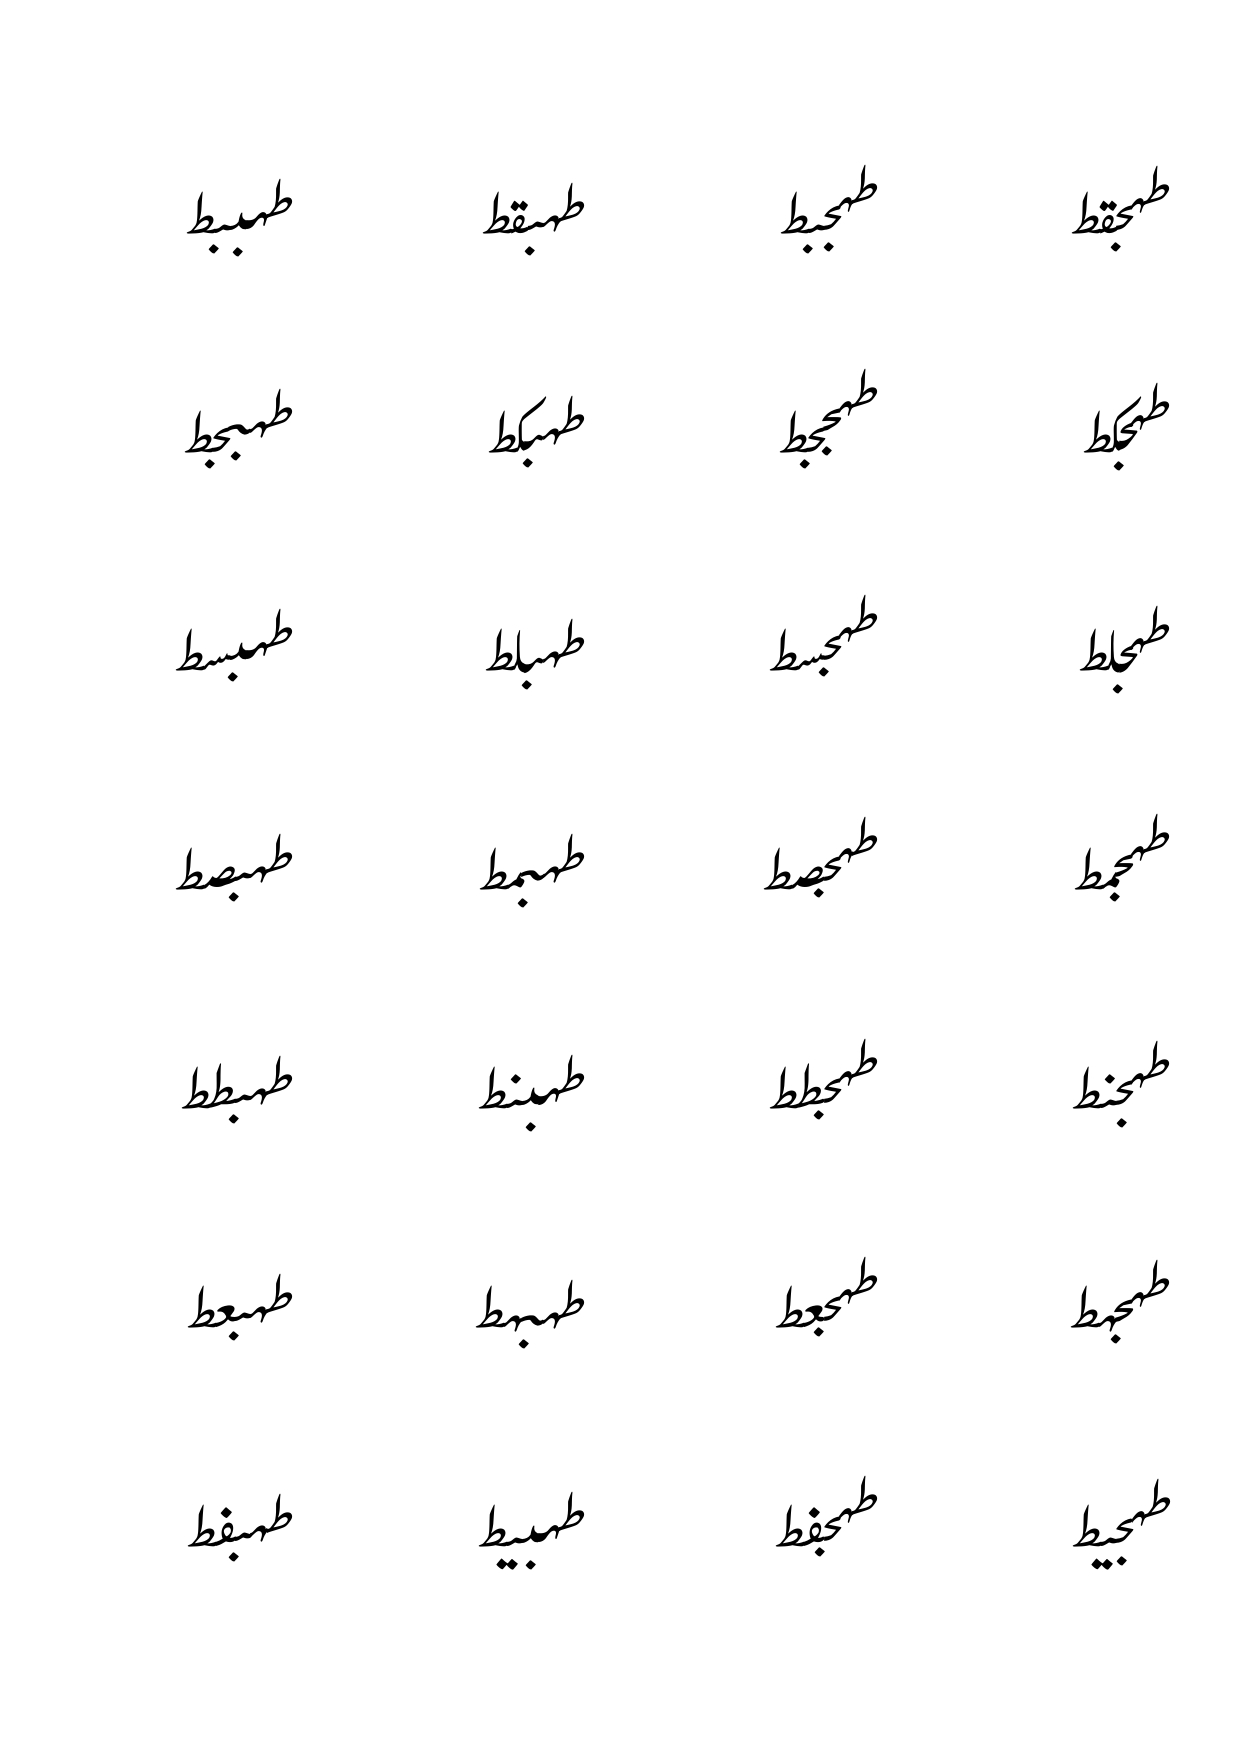 طهجقط طهجبط طهبقط طهببط
طهجكط طهججط طهبكط طهبجط
طهجلط طهجسط طهبلط طهبسط
طهجمط طهجصط طهبمط طهبصط
طهجنط طهجطط طهبنط طهبطط
طهجهط طهجعط طهبهط طهبعط
طهجيط طهجفط طهبيط طهبفط